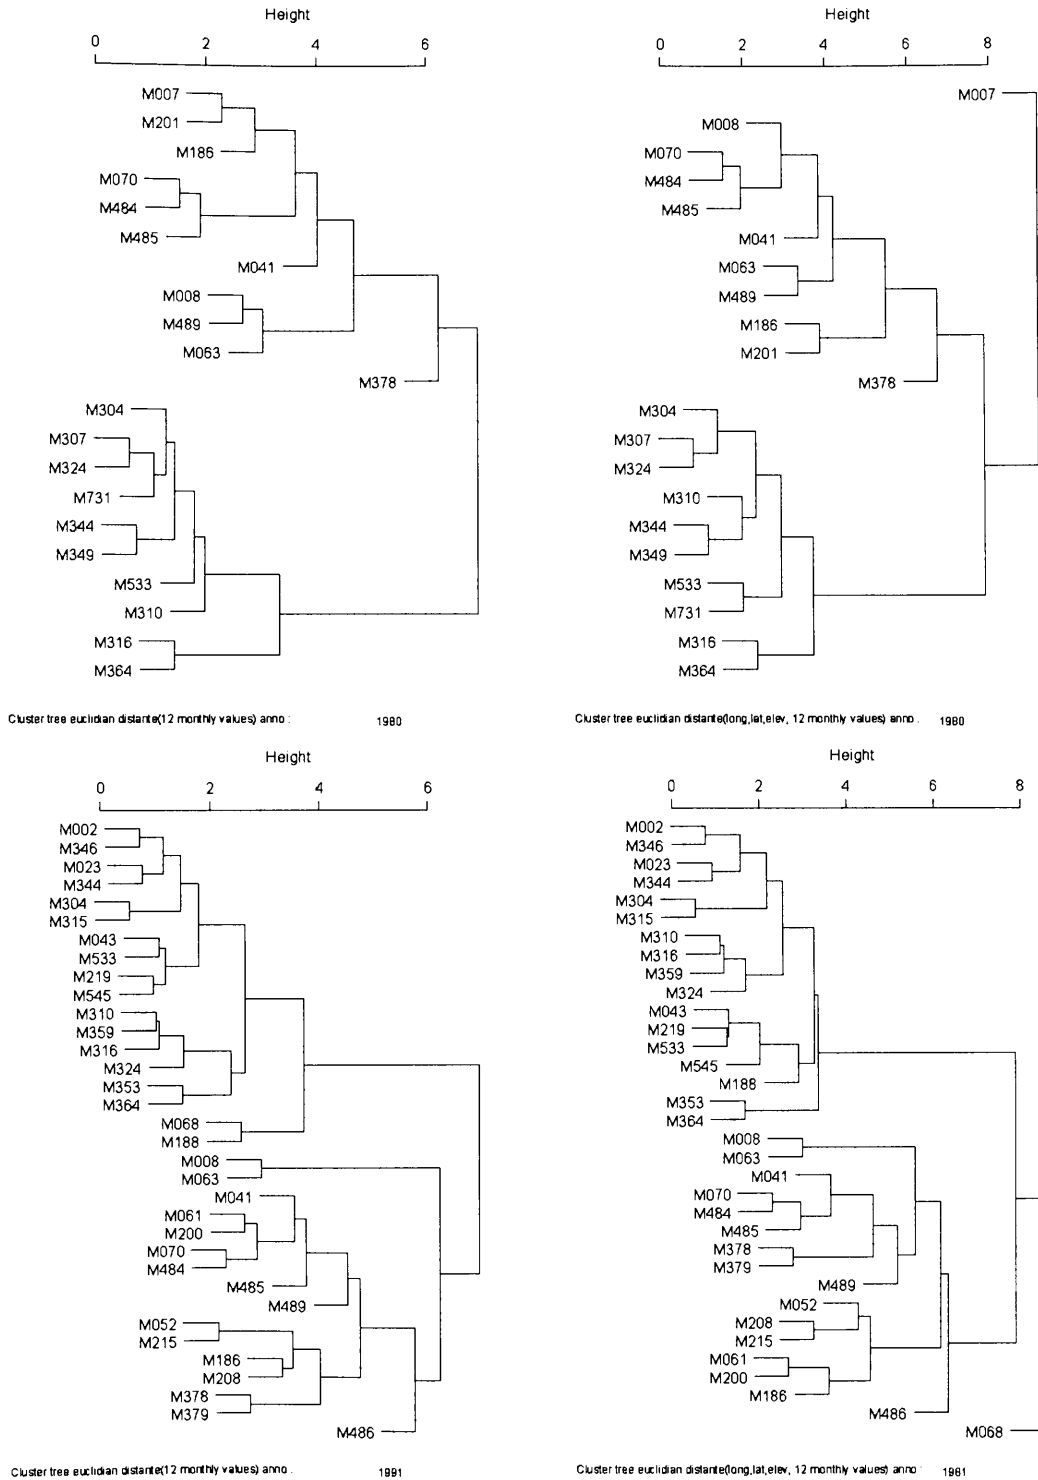 Height
0 2 4 6
M007
M201
M186
M070
M484
M485
M041
M008
M489
M063
M378
M304
M307
M324
M731
M344
M349
M533
M310
M316
M364
Cluster tree euclidian distante(12 monthly values) anno : 1980
Height
0 2 4 6 8
M007
M008
M070
M484
M485
M041
M063
M489
M186
M201
M378
M304
M307
M324
M310
M344
M349
M533
M731
M316
M364
Cluster tree euclidian distante(long,lat,elev, 12 monthly values) anno : 1980
Height
0 2 4 6
M002
M346
M023
M344
M304
M315
M043
M533
M219
M545
M310
M359
M316
M324
M353
M364
M068
M188
M008
M063
M041
M061
M200
M070
M484
M485
M489
M052
M215
M186
M208
M378
M379
M486
Cluster tree euclidian distante(12 monthly values) anno : 1991
Height
0 2 4 6 8
M002
M346
M023
M344
M304
M315
M310
M316
M359
M324
M043
M219
M533
M545
M188
M353
M364
M008
M063
M041
M070
M484
M485
M378
M379
M489
M052
M208
M215
M061
M200
M186
M486
M068
Cluster tree euclidian distante(long,lat,elev, 12 monthly values) anno : 1961